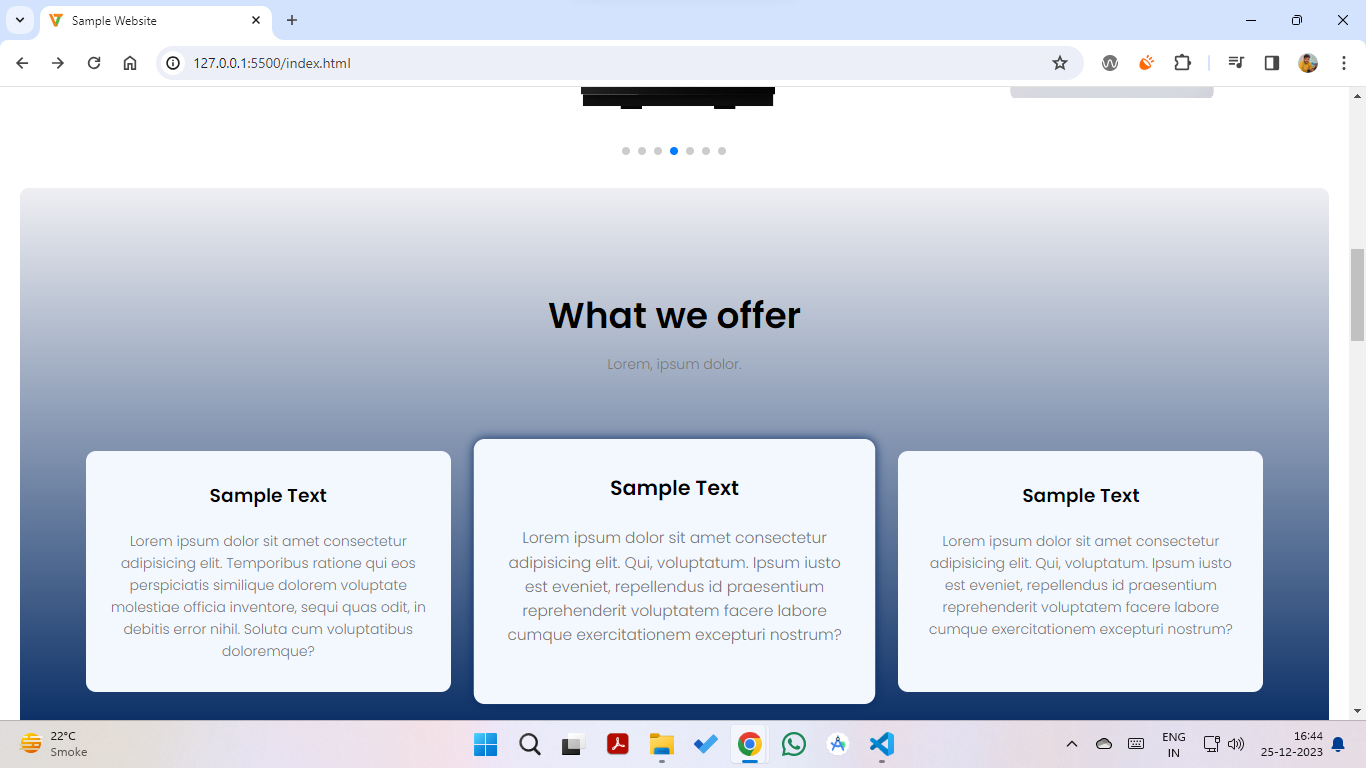 Sample Website
127.0.0.1:5500/index.html
What we offer
Lorem, ipsum dolor.
Sample Text
Lorem ipsum dolor sit amet consectetur
adipisicing elit. Temporibus ratione qui eos
perspiciatis similique dolorem voluptate
molestiae officia inventore, sequi quas odit, in
debitis error nihil. Soluta cum voluptatibus
doloremque?
Sample Text
Lorem ipsum dolor sit amet consectetur
adipisicing elit. Qui, voluptatum. Ipsum iusto
est eveniet, repellendus id praesentium
reprehenderit voluptatem facere labore
cumque exercitationem excepturi nostrum?
Sample Text
Lorem ipsum dolor sit amet consectetur
adipisicing elit. Qui, voluptatum. Ipsum iusto
est eveniet, repellendus id praesentium
reprehenderit voluptatem facere labore
cumque exercitationem excepturi nostrum?
22°C
Smoke
ENG
IN
16:44
25-12-2023